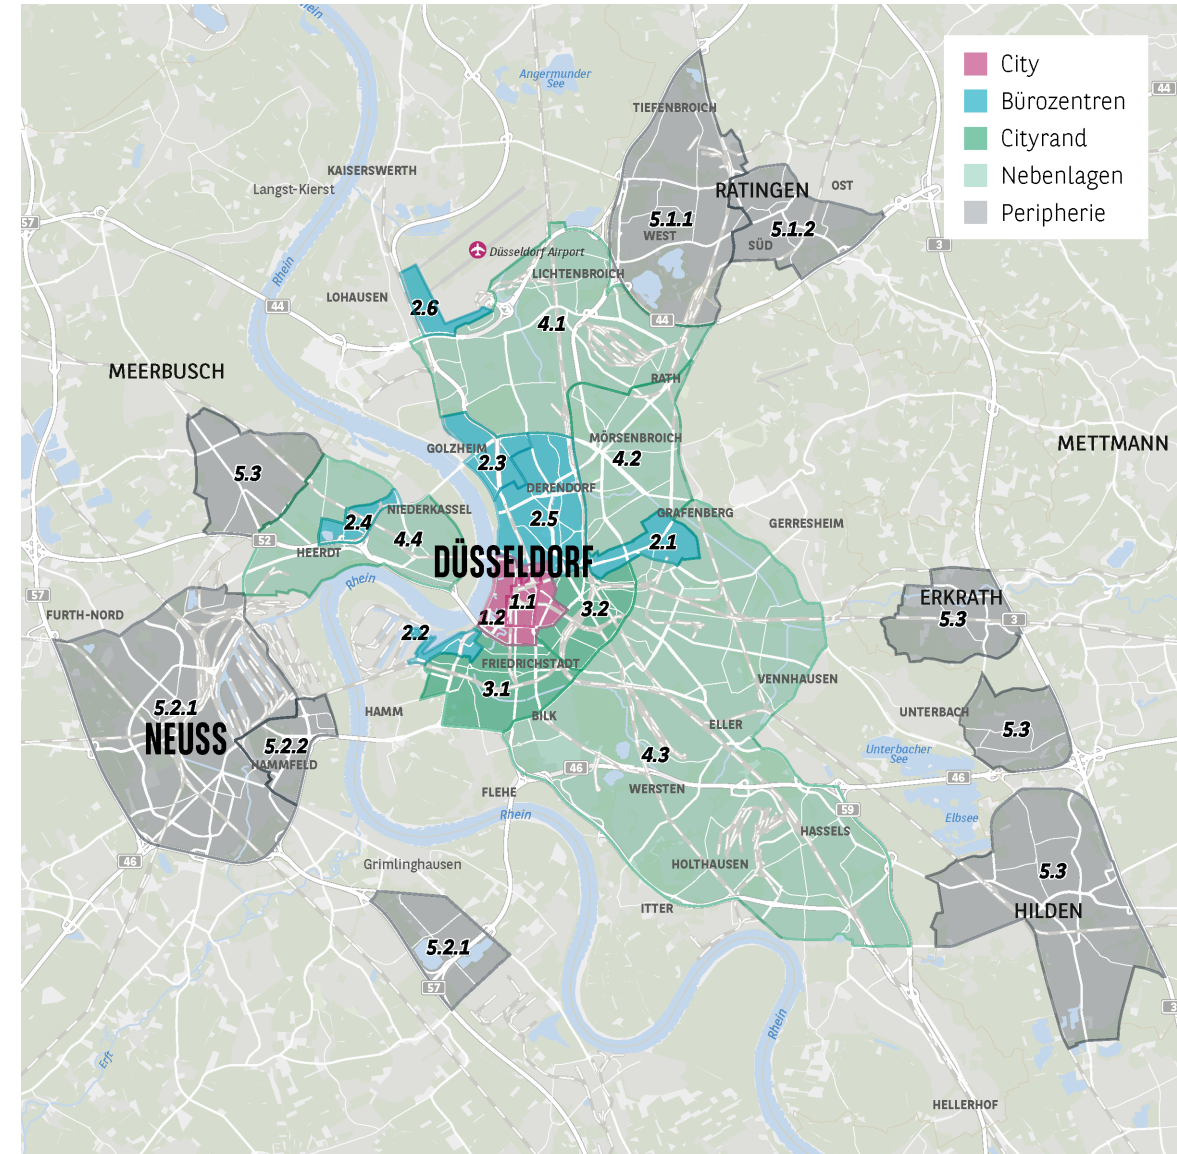 Rhein
Angermunder
See
City
Bürozentren
Cityrand
Nebenlagen
Peripherie
44
TIEFENBROICH
KAISERSWERTH
Langst-Kierst
RATINGEN
OST
57
5.1.1
WEST
5.1.2
SÜD
3
Düsseldorf Airport
LICHTENBROICH
Rhein
LOHAUSEN
44
2.6
4.1
44
MEERBUSCH
RATH
GOLZHEIM
MÖRSENBROICH
METTMANN
5.3
2.3
4.2
DERENDORF
NIEDERKASSEL
2.4
2.5
GRAFENBERG
GERRESHEIM
52
HEERDT
4.4
2.1
DÜSSELDORF
Rhein
57
FURTH-NORD
ERKRATH
5.3
3
1.1
1.2
3.2
2.2
FRIEDRICHSTADT
3.1
VENNHAUSEN
5.2.1
NEUSS
HAMM
BILK
ELLER
UNTERBACH
5.3
5.2.2
HAMMFELD
4.3
Unterbacher
See
46
46
FLEHE
WERSTEN
Rhein
59
Elbsee
HASSELS
46
Grimlinghausen
HOLTHAUSEN
5.3
HILDEN
ITTER
5.2.1
57
3
Rhein
Erft
HELLERHOF